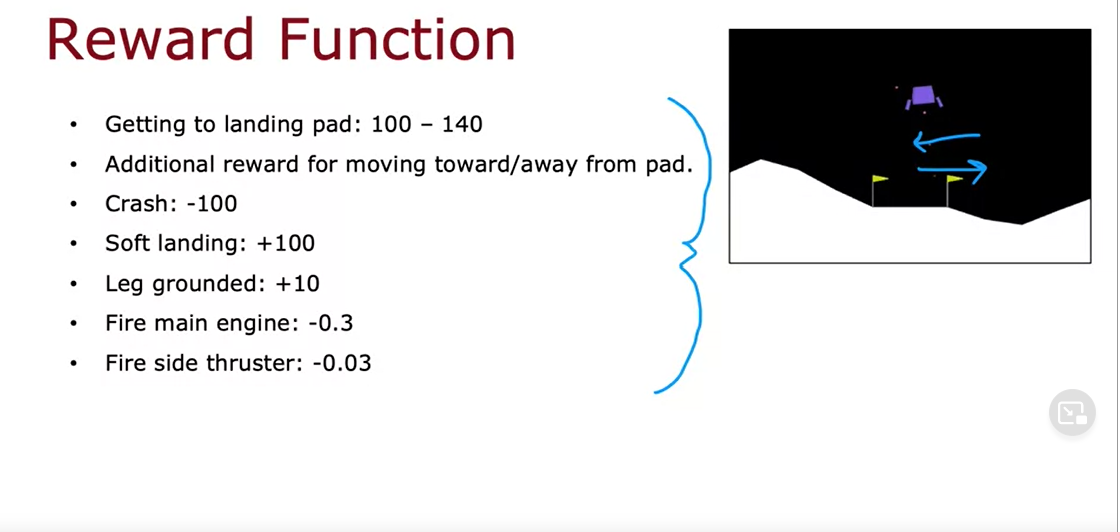 Reward Function
• Getting to landing pad: 100 – 140
• Additional reward for moving toward/away from pad.
• Crash: -100
• Soft landing: +100
• Leg grounded: +10
• Fire main engine: -0.3
• Fire side thruster: -0.03